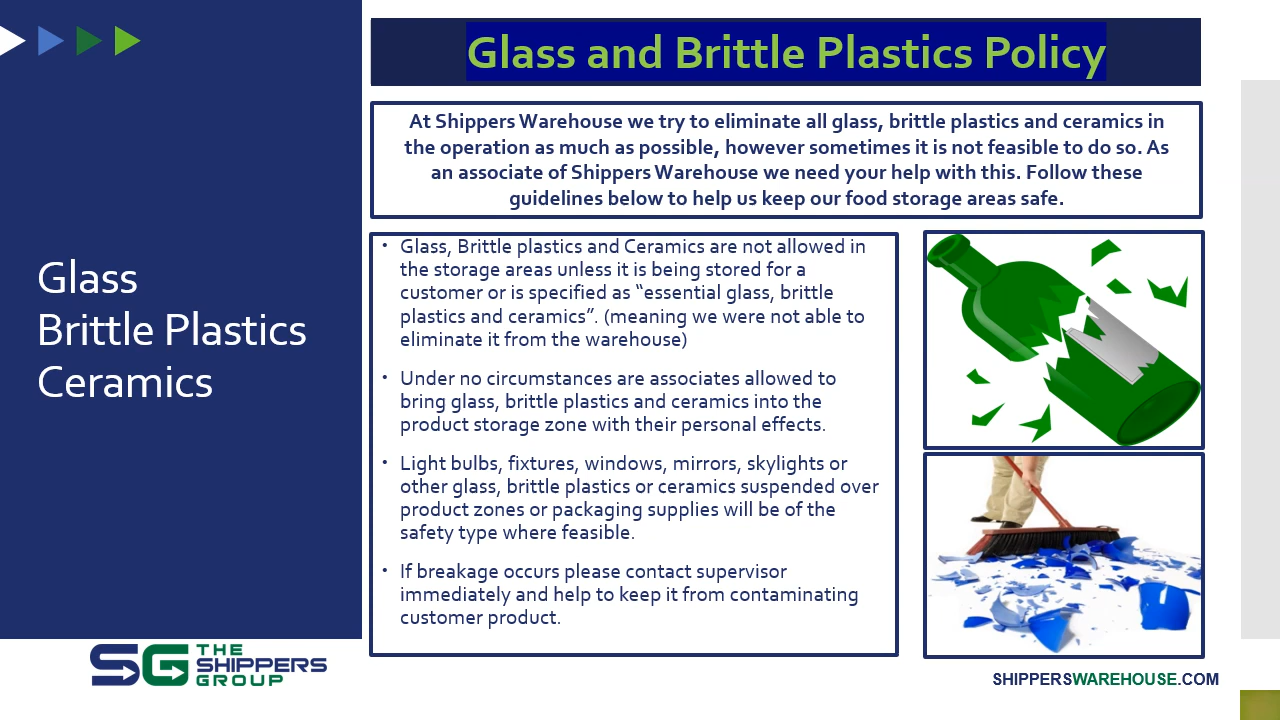 Glass and Brittle Plastics Policy
At Shippers Warehouse we try to eliminate all glass, brittle plastics and ceramics in
the operation as much as possible, however sometimes it is not feasible to do so. As
an associate of Shippers Warehouse we need your help with this. Follow these
guidelines below to help us keep our food storage areas safe.
Glass
Brittle Plastics
Ceramics
• Glass, Brittle plastics and Ceramics are not allowed in
the storage areas unless it is being stored for a
customer or is specified as “essential glass, brittle
plastics and ceramics”. (meaning we were not able to
eliminate it from the warehouse)
• Under no circumstances are associates allowed to
bring glass, brittle plastics and ceramics into the
product storage zone with their personal effects.
• Light bulbs, fixtures, windows, mirrors, skylights or
other glass, brittle plastics or ceramics suspended over
product zones or packaging supplies will be of the
safety type where feasible.
• If breakage occurs please contact supervisor
immediately and help to keep it from contaminating
customer product.
SG THE
SHIPPERS
GROUP
SHIPPERSWAREHOUSE.COM